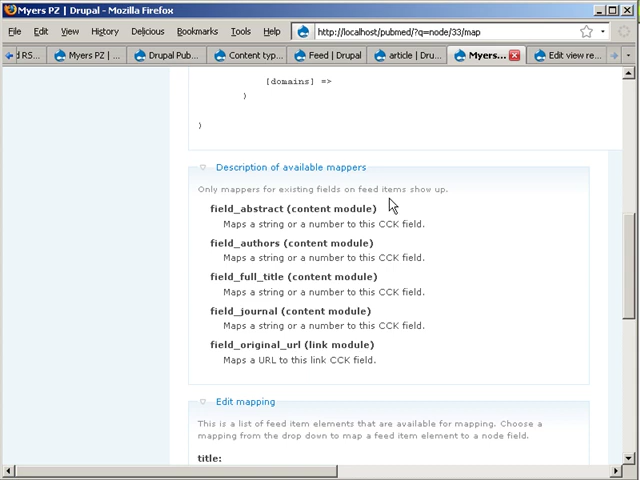 Myers PZ | Drupal - Mozilla Firefox
File Edit View History Delicious Bookmarks Tools Help
http://localhost/pubmed/?q=node/33/map
d RS... Myers PZ | ... Drupal Pub... Content typ... Feed | Drupal article | Dru... Myers... Edit view re...
[domains] =>
)
)
Description of available mappers
Only mappers for existing fields on feed items show up.
field_abstract (content module)
Maps a string or a number to this CCK field.
field_authors (content module)
Maps a string or a number to this CCK field.
field_full_title (content module)
Maps a string or a number to this CCK field.
field_journal (content module)
Maps a string or a number to this CCK field.
field_original_url (link module)
Maps a URL to this link CCK field.
Edit mapping
This is a list of feed item elements that are available for mapping. Choose a
mapping from the drop down to map a feed item element to a node field.
title: